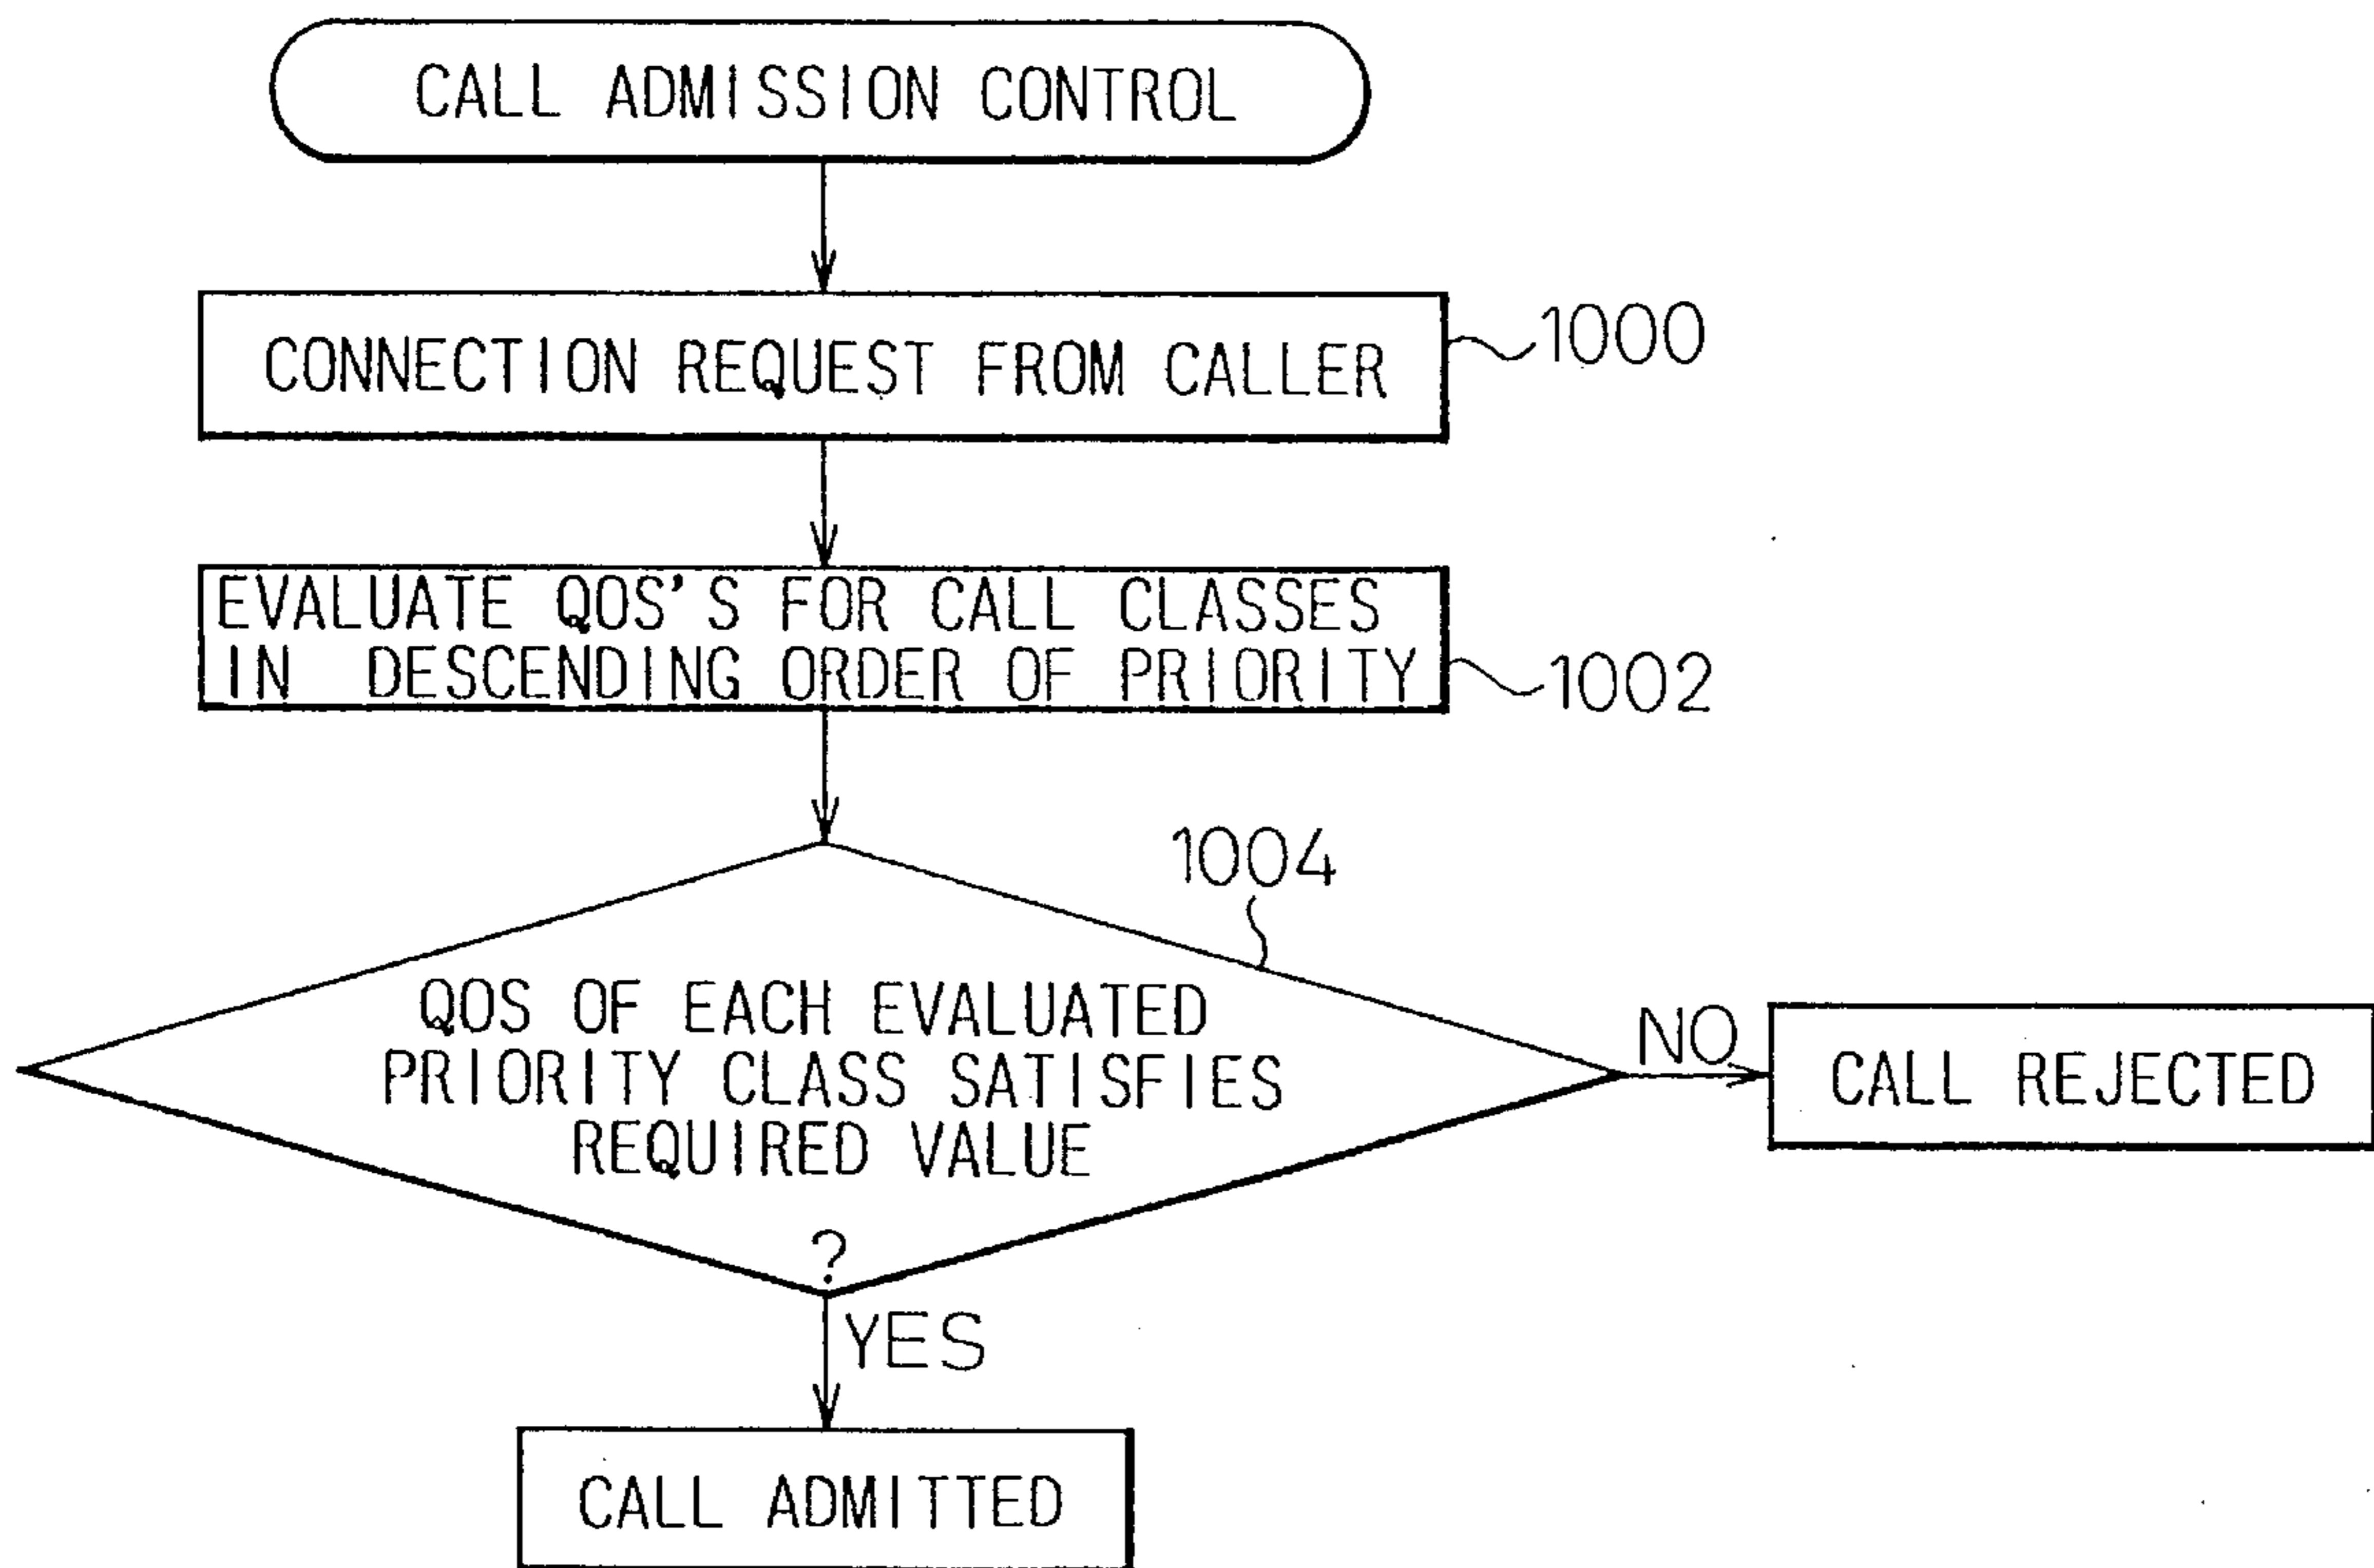 CALL ADMISSION CONTROL
CONNECTION REQUEST FROM CALLER
1000
EVALUATE QOS'S FOR CALL CLASSES
IN DESCENDING ORDER OF PRIORITY
1002
1004
QOS OF EACH EVALUATED
PRIORITY CLASS SATISFIES
REQUIRED VALUE
?
NO
CALL REJECTED
YES
CALL ADMITTED